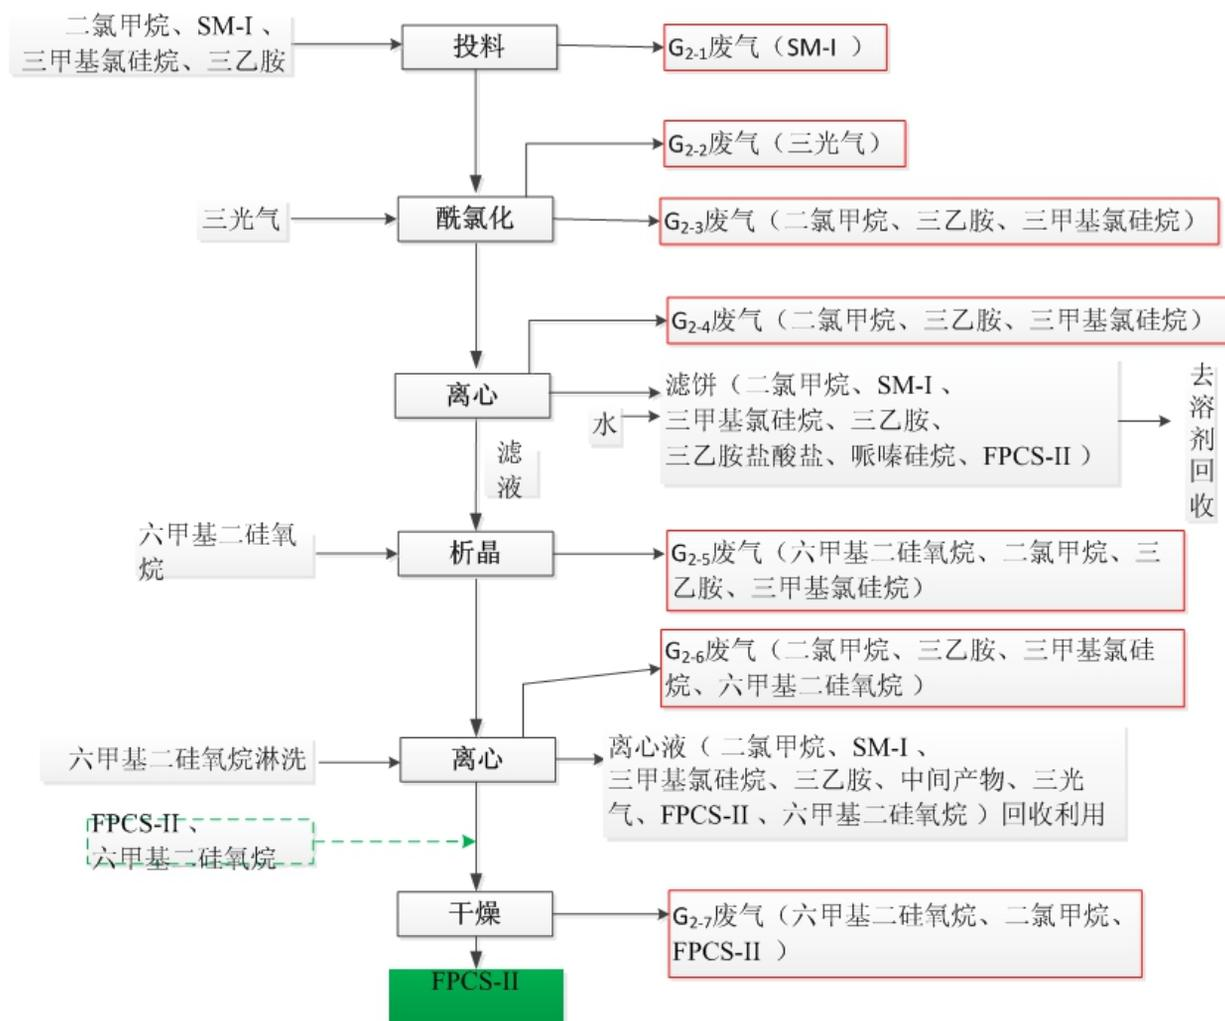 二氯甲烷、SM-I 、
三甲基氯硅烷、三乙胺
投料
G2-1废气（SM-I ）
G2-2废气（三光气）
三光气
酰氯化
G2-3废气（二氯甲烷、三乙胺、三甲基氯硅烷）
G2-4废气（二氯甲烷、三乙胺、三甲基氯硅烷）
离心
滤饼（二氯甲烷、SM-I 、
三甲基氯硅烷、三乙胺、
三乙胺盐酸盐、哌嗪硅烷、FPCS-II ）
水
去
溶
剂
回
收
滤
液
六甲基二硅氧
烷
析晶
G2-5废气（六甲基二硅氧烷、二氯甲烷、三
乙胺、三甲基氯硅烷）
G2-6废气（二氯甲烷、三乙胺、三甲基氯硅
烷、六甲基二硅氧烷 ）
六甲基二硅氧烷淋洗
离心
离心液（ 二氯甲烷、SM-I 、
三甲基氯硅烷、三乙胺、中间产物、三光
气、FPCS-II 、六甲基二硅氧烷 ）回收利用
FPCS-II 、
六甲基二硅氧烷
干燥
G2-7废气（六甲基二硅氧烷、二氯甲烷、
FPCS-II ）
FPCS-II